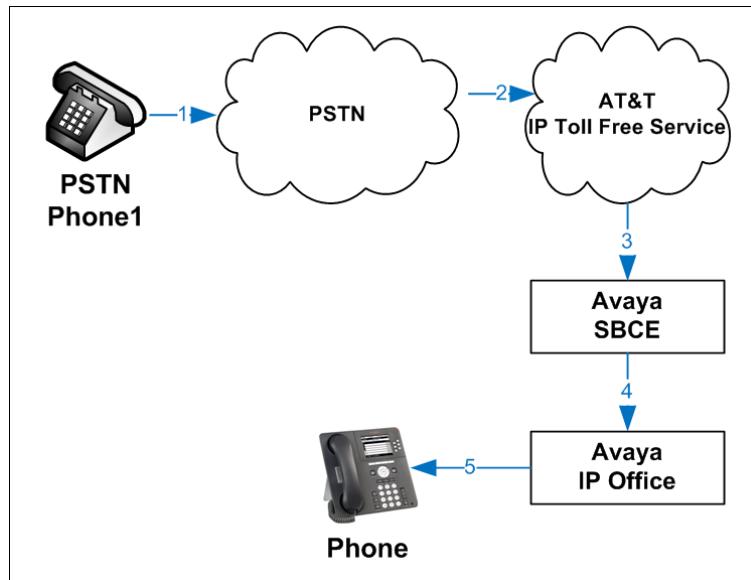 1
PSTN
2
AT&T
IP Toll Free Service
PSTN
Phone1
3
Avaya
SBCE
4
Avaya
IP Office
5
Phone